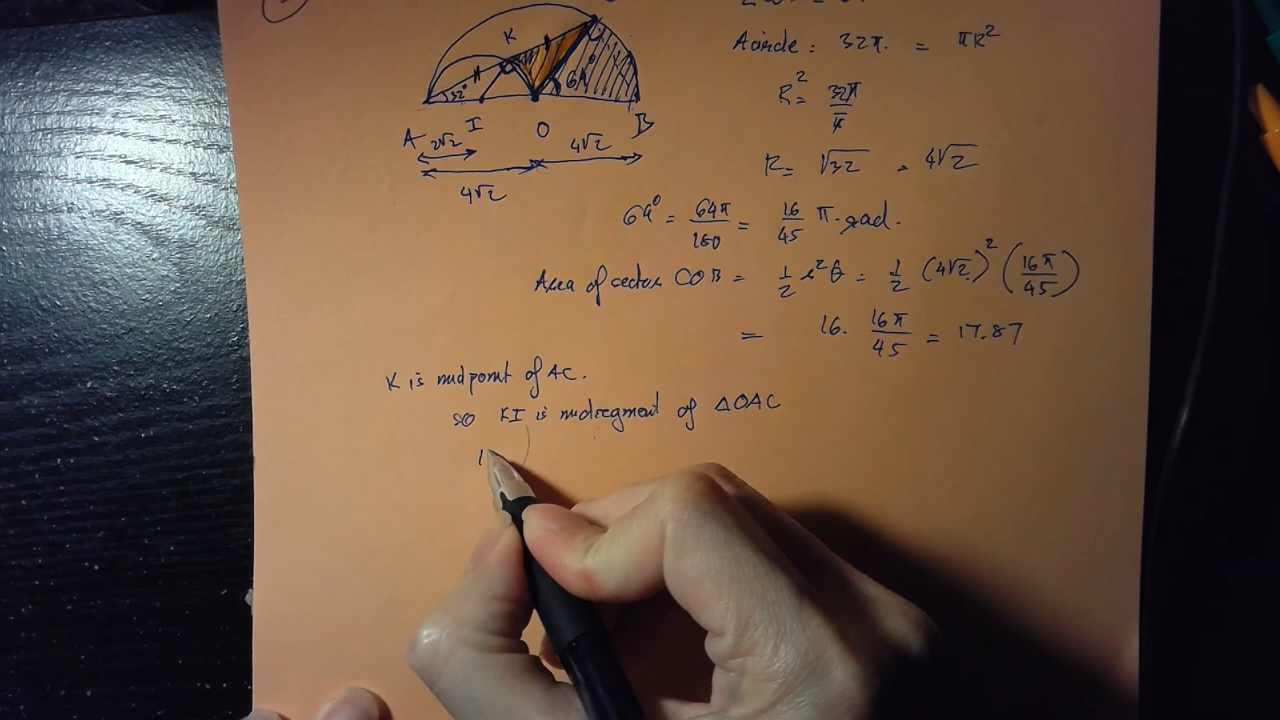 K
32°
64°
A I O B
2√2 4√2
4√2
Acircle : 32π. = πR²
R² = 32π/π
R = √32 = 4√2
64° = 64π/180 = 16/45 π rad.
Area of sector COB = 1/2 r²θ = 1/2 (4√2)² (16π/45)
= 16. 16π/45 = 17.87
K is midpoint of AC.
so KI is midsegment of △OAC